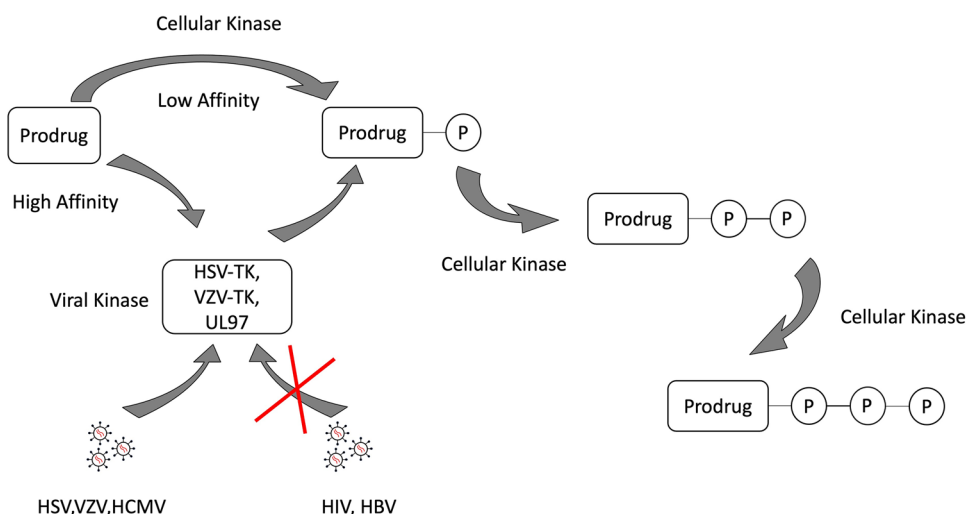 Cellular Kinase
Low Affinity
Prodrug
Prodrug
P
High Affinity
Prodrug
P
P
Cellular Kinase
Viral Kinase
HSV-TK,
VZV-TK,
UL97
Cellular Kinase
Prodrug
P
P
P
HSV,VZV,HCMV
HIV, HBV